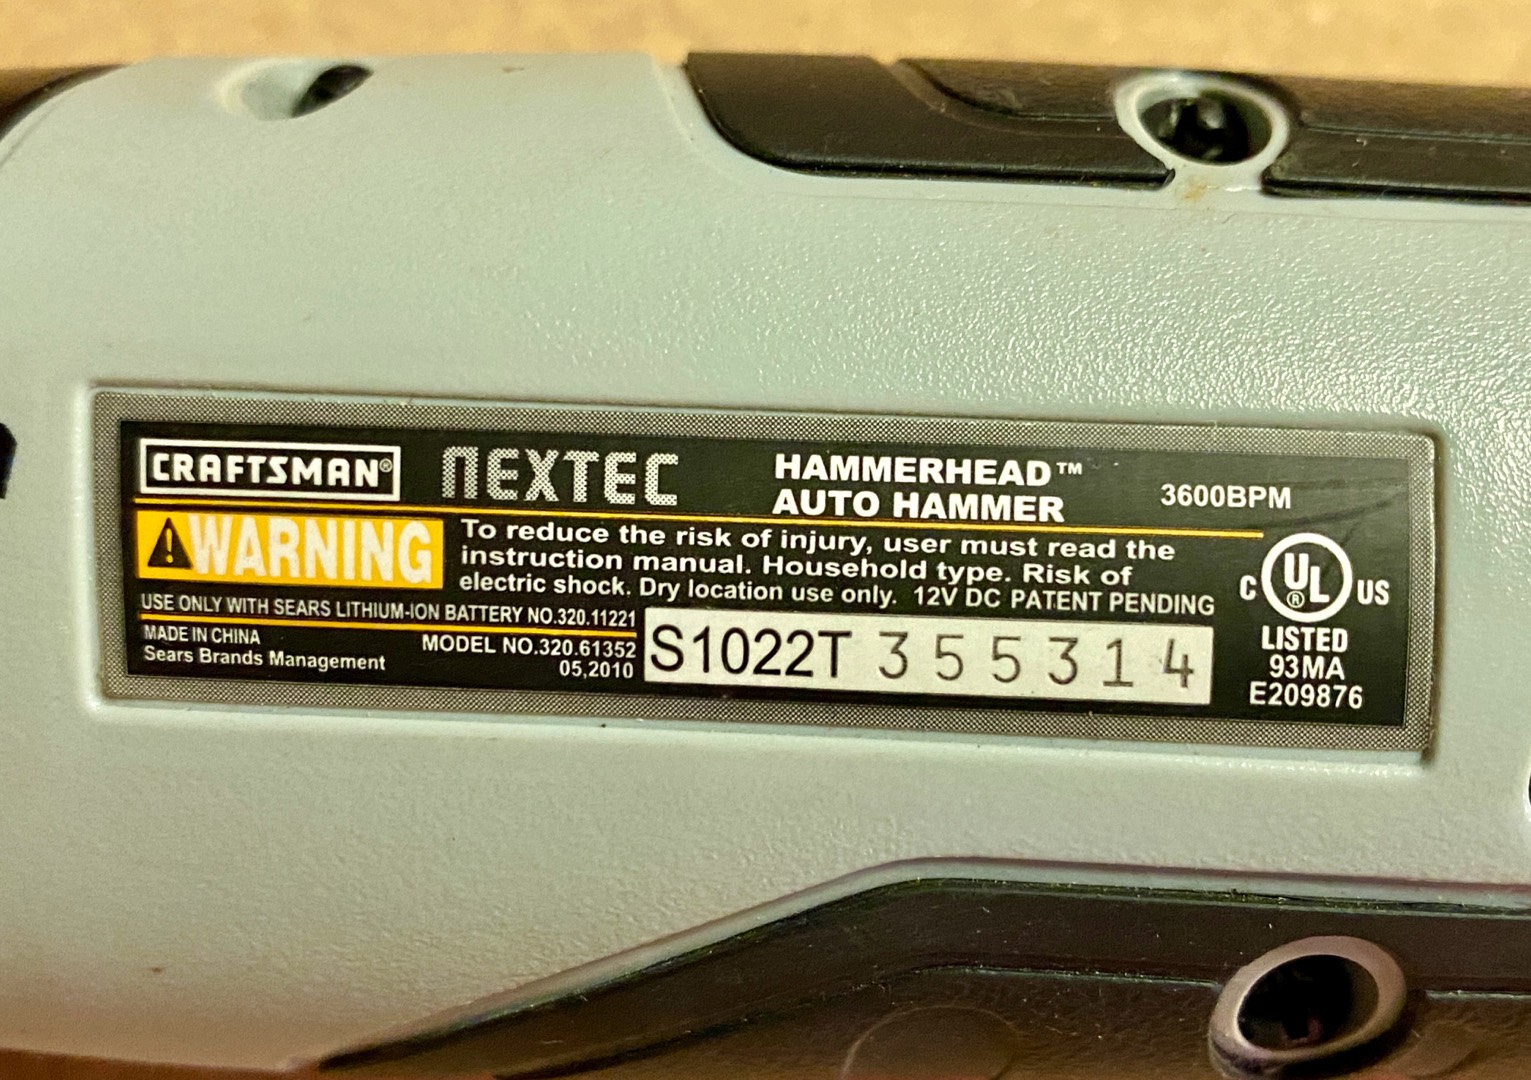 CRAFTSMAN® NEXTEC HAMMERHEAD™
AUTO HAMMER 3600BPM
WARNING
To reduce the risk of injury, user must read the
instruction manual. Household type. Risk of
electric shock. Dry location use only. 12V DC PATENT PENDING
USE ONLY WITH SEARS LITHIUM-ION BATTERY NO.320.11221
MADE IN CHINA
Sears Brands Management
MODEL NO.320.61352
05,2010
S1022T 355314
C UL® US
LISTED
93MA
E209876